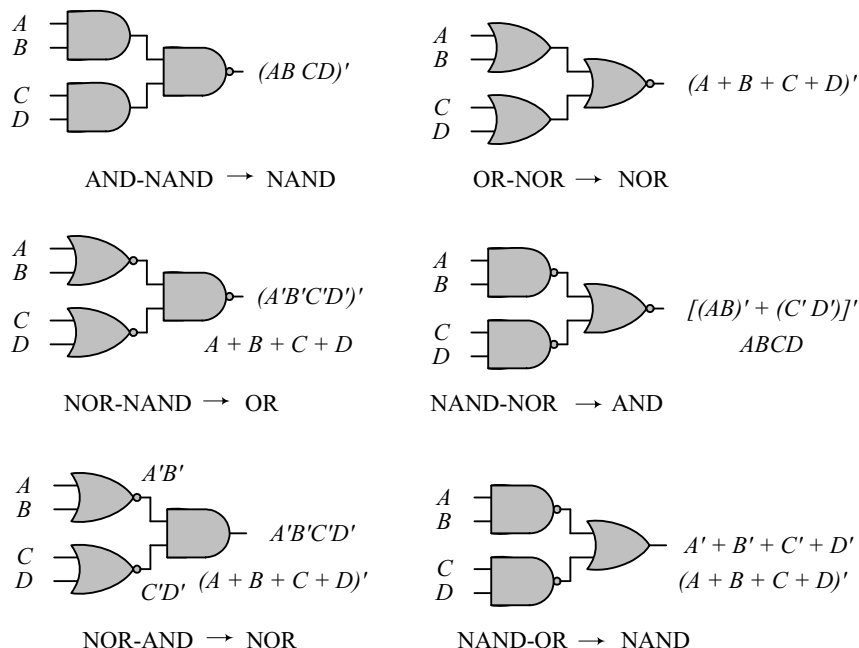 A
B
C
D
(AB CD)′
AND-NAND → NAND
A
B
C
D
(A + B + C + D)′
OR-NOR → NOR
A
B
C
D
(A′B′C′D′)′
A + B + C + D
NOR-NAND → OR
A
B
C
D
[(AB)′ + (C′ D′)]′
ABCD
NAND-NOR → AND
A
B
C
D
A′B′
C′D′
A′B′C′D′
(A + B + C + D)′
NOR-AND → NOR
A
B
C
D
A′ + B′ + C′ + D′
(A + B + C + D)′
NAND-OR → NAND